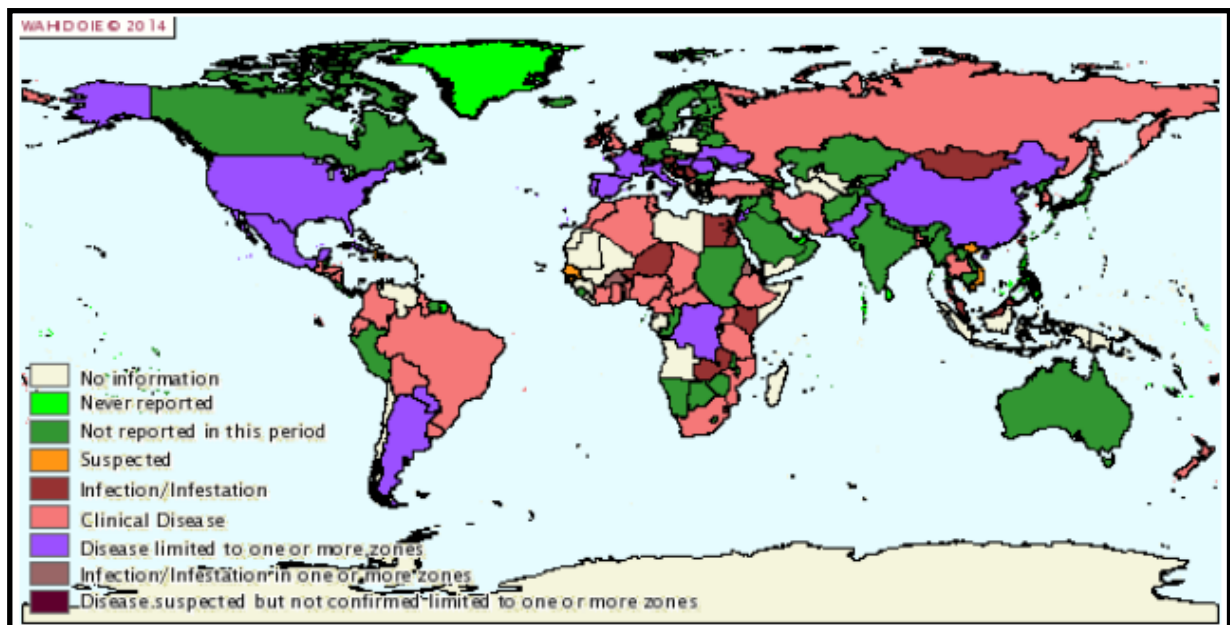 WAHIDOIE © 2014
No information
Never reported
Not reported in this period
Suspected
Infection/Infestation
Clinical Disease
Disease limited to one or more zones
Infection/Infestation in one or more zones
Disease suspected but not confirmed limited to one or more zones